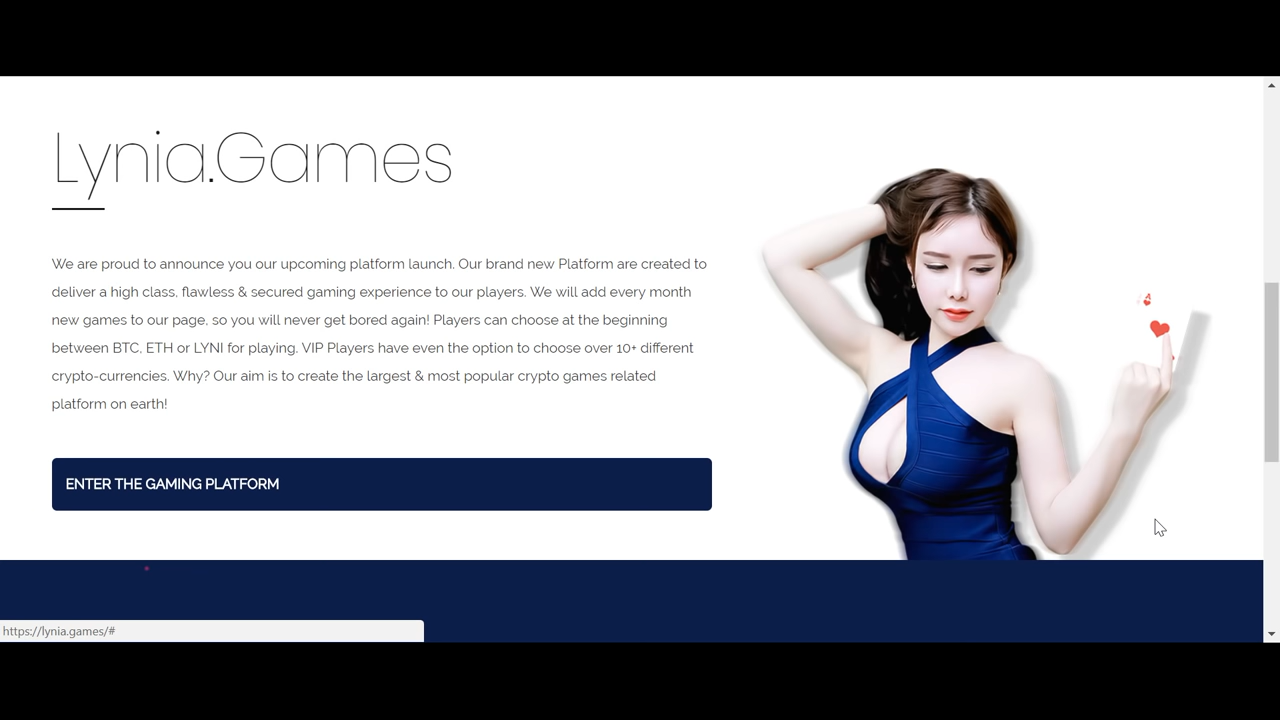 Lynia.Games
We are proud to announce you our upcoming platform launch. Our brand new Platform are created to
deliver a high class, flawless & secured gaming experience to our players. We will add every month
new games to our page, so you will never get bored again! Players can choose at the beginning
between BTC, ETH or LYNI for playing. VIP Players have even the option to choose over 10+ different
crypto-currencies. Why? Our aim is to create the largest & most popular crypto games related
platform on earth!
ENTER THE GAMING PLATFORM
https://lynia.games/#